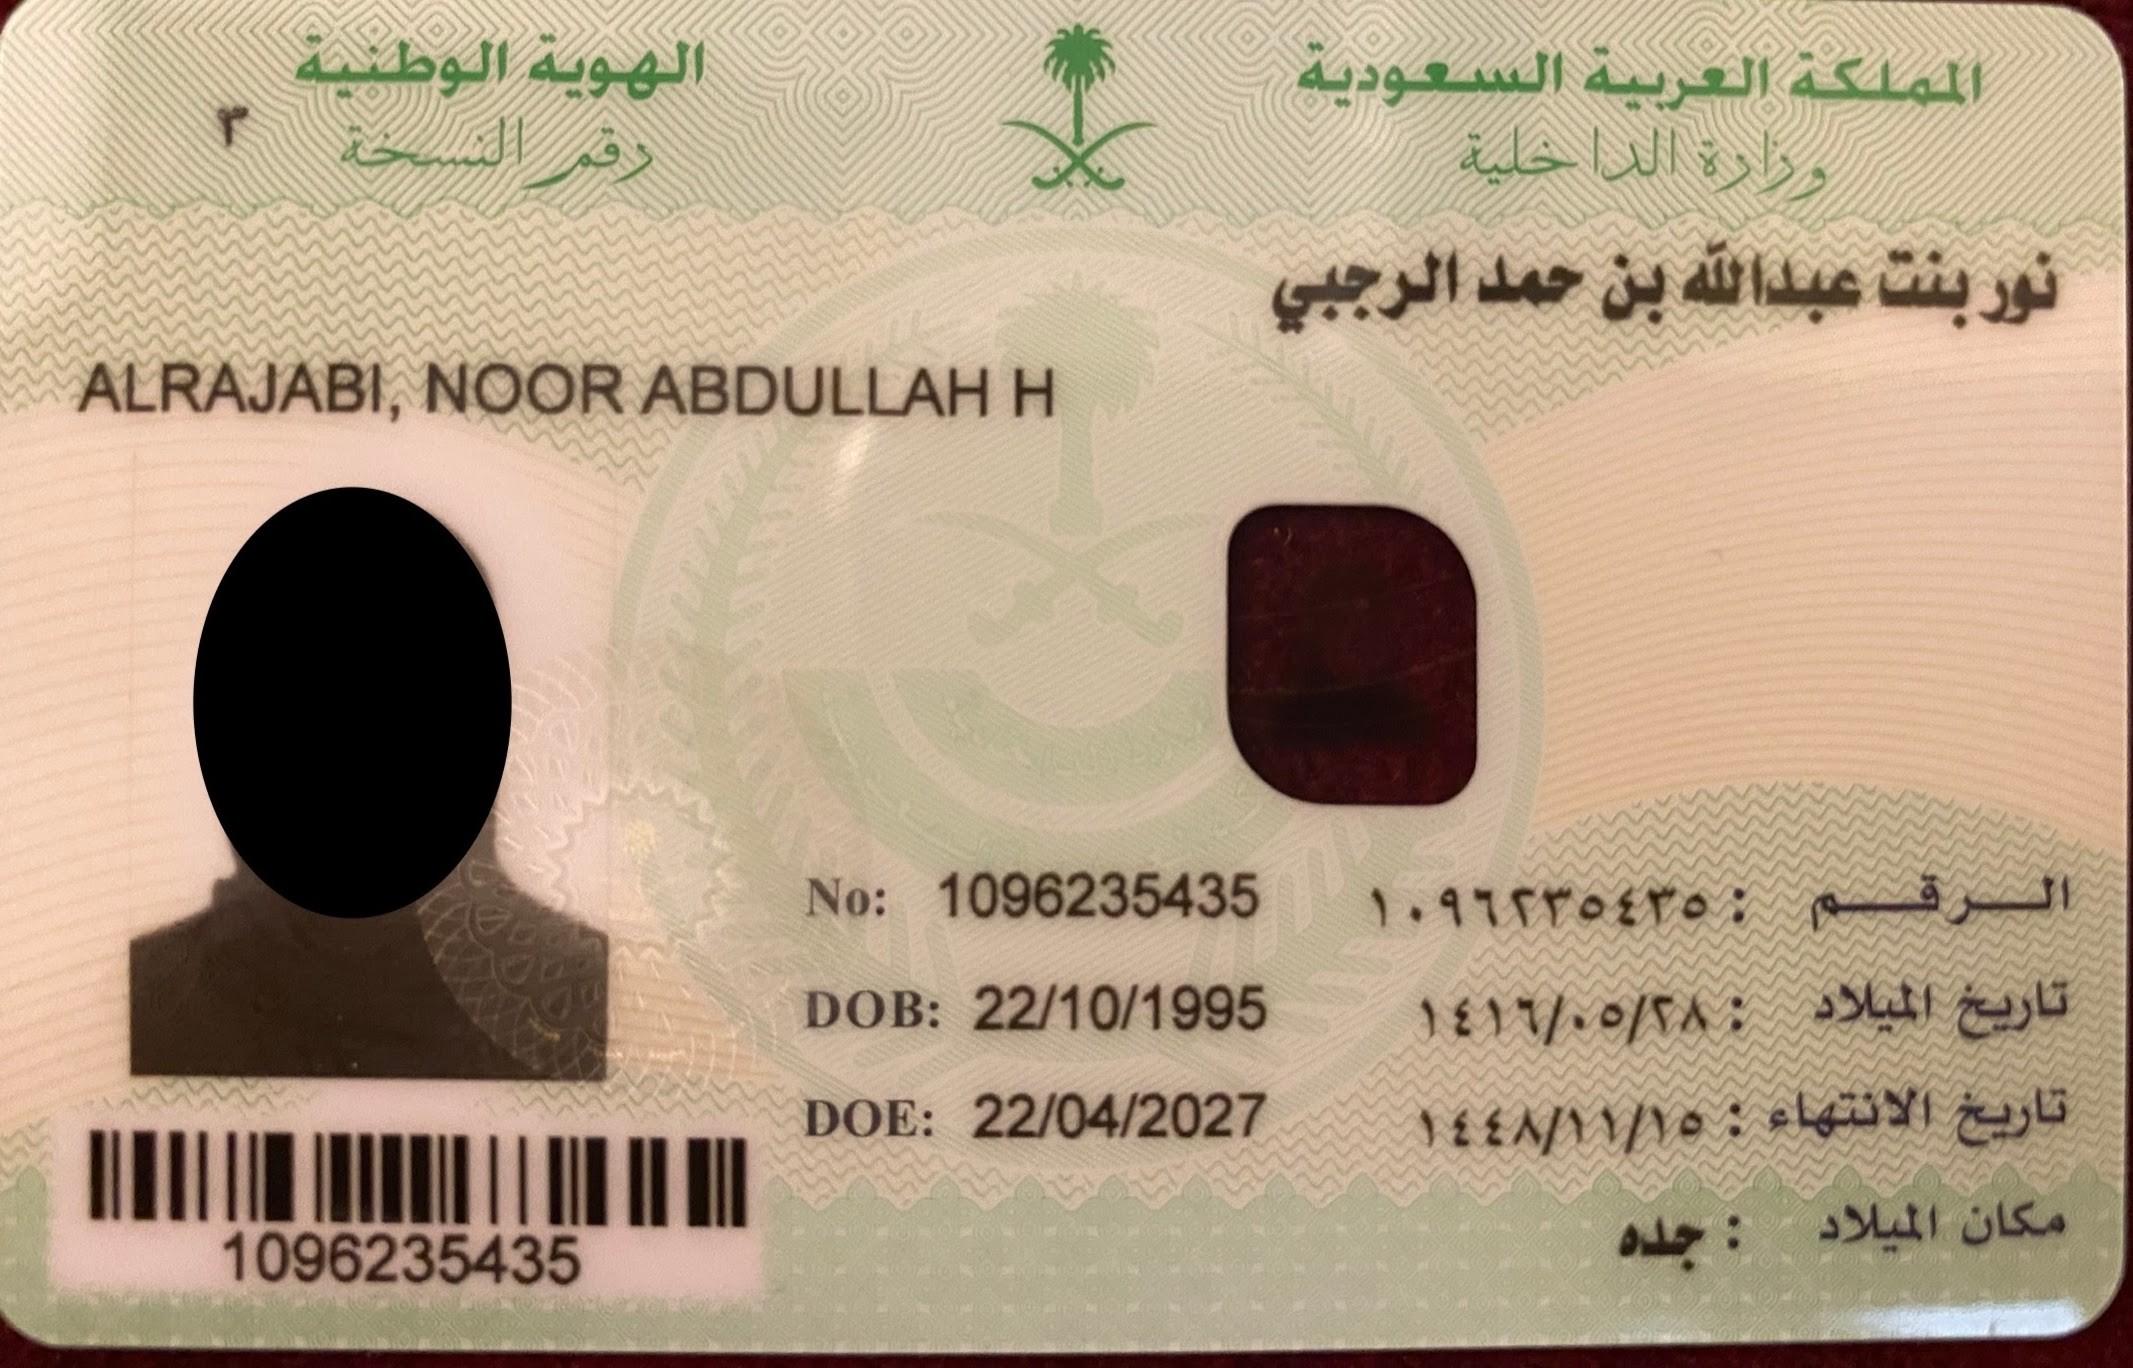 المملكة العربية السعودية
وزارة الداخلية
الهوية الوطنية
رقم النسخة ٣
نور بنت عبدالله بن حمد الرجبي
ALRAJABI, NOOR ABDULLAH H
الـــرقـــم : ١٠٩٦٢٣٥٤٣٥
No: 1096235435
تاريخ الميلاد : ١٤١٦/٠٥/٢٨
DOB: 22/10/1995
تاريخ الانتهاء : ١٤٤٨/١١/١٥
DOE: 22/04/2027
مكان الميلاد : جده
1096235435